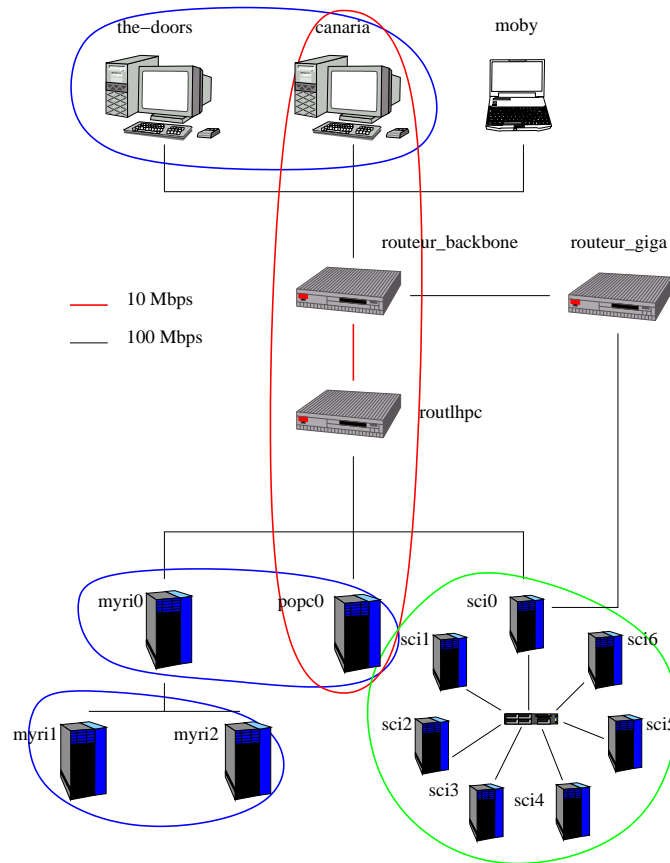 the-doors
canaria
moby
routeur_backbone
routeur_giga
10 Mbps
100 Mbps
routlhpc
myri0
popc0
sci0
sci1
sci6
myri1
myri2
sci2
sci5
sci3
sci4